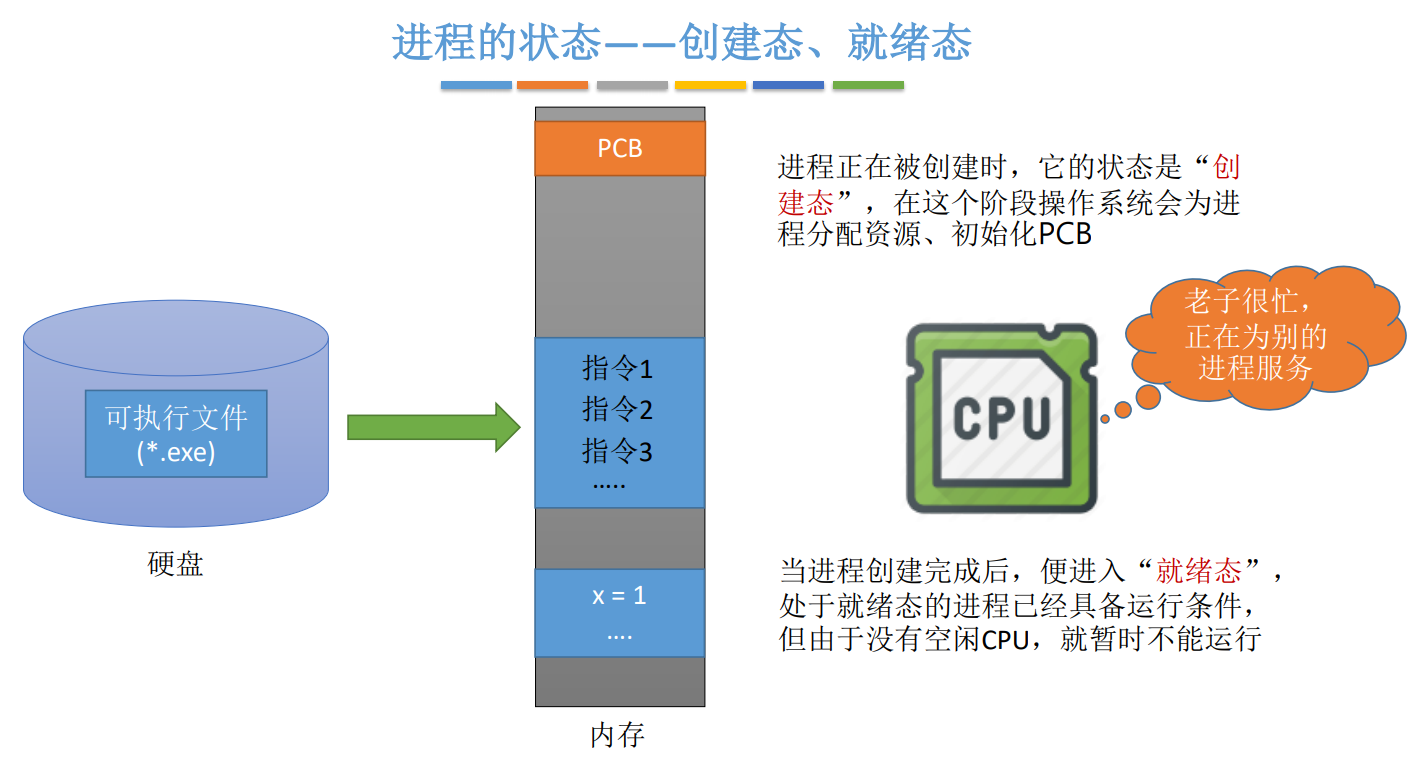 进程的状态——创建态、就绪态
PCB
进程正在被创建时，它的状态是“创
建态”，在这个阶段操作系统会为进
程分配资源、初始化PCB
老子很忙，
正在为别的
进程服务
可执行文件
(*.exe)
硬盘
指令1
指令2
指令3
…..
CPU
x = 1
….
内存
当进程创建完成后，便进入“就绪态”，
处于就绪态的进程已经具备运行条件，
但由于没有空闲CPU，就暂时不能运行